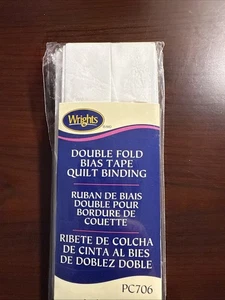 Wrights
DOUBLE FOLD
BIAS TAPE
QUILT BINDING
RUBAN DE BIAIS
DOUBLE POUR
BORDURE DE
COUETTE
RIBETE DE COLCHA
DE CINTA AL BIES
DE DOBLEZ DOBLE
PC706